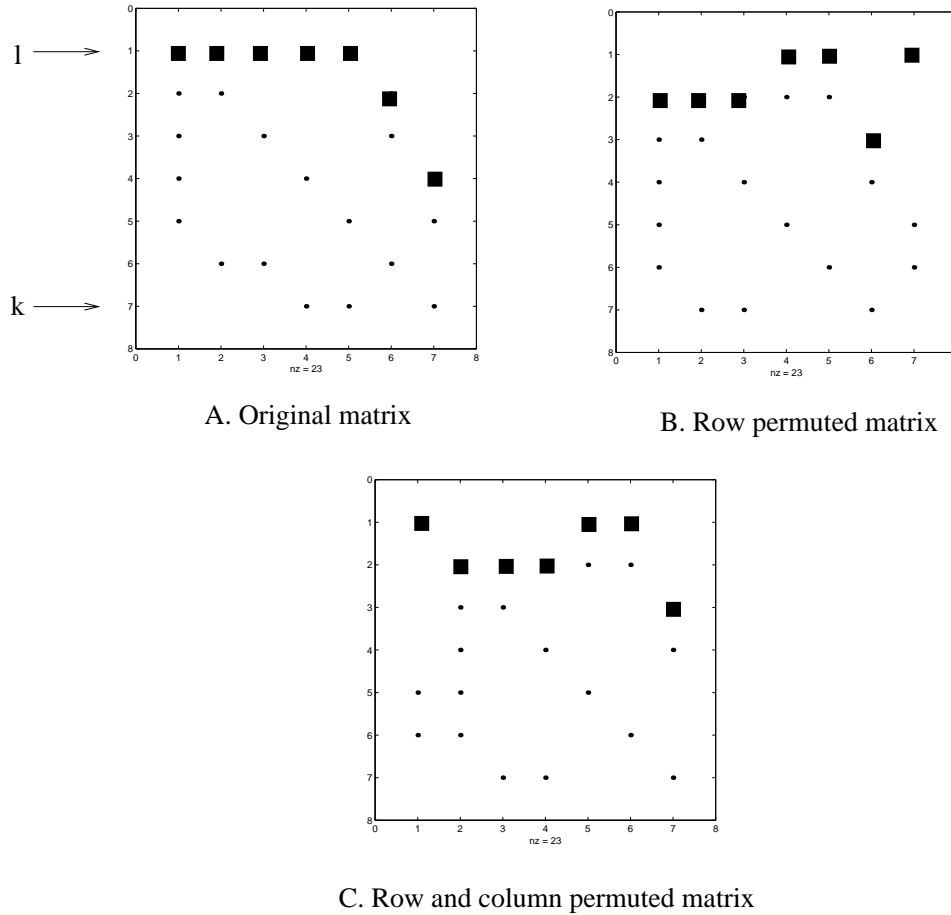 l
0
1
2
3
4
5
6
7
8
k
0 1 2 3 4 5 6 7 8
nz = 23
A. Original matrix
0
1
2
3
4
5
6
7
8
0 1 2 3 4 5 6 7
nz = 23
B. Row permuted matrix
0
1
2
3
4
5
6
7
8
0 1 2 3 4 5 6 7 8
nz = 23
C. Row and column permuted matrix